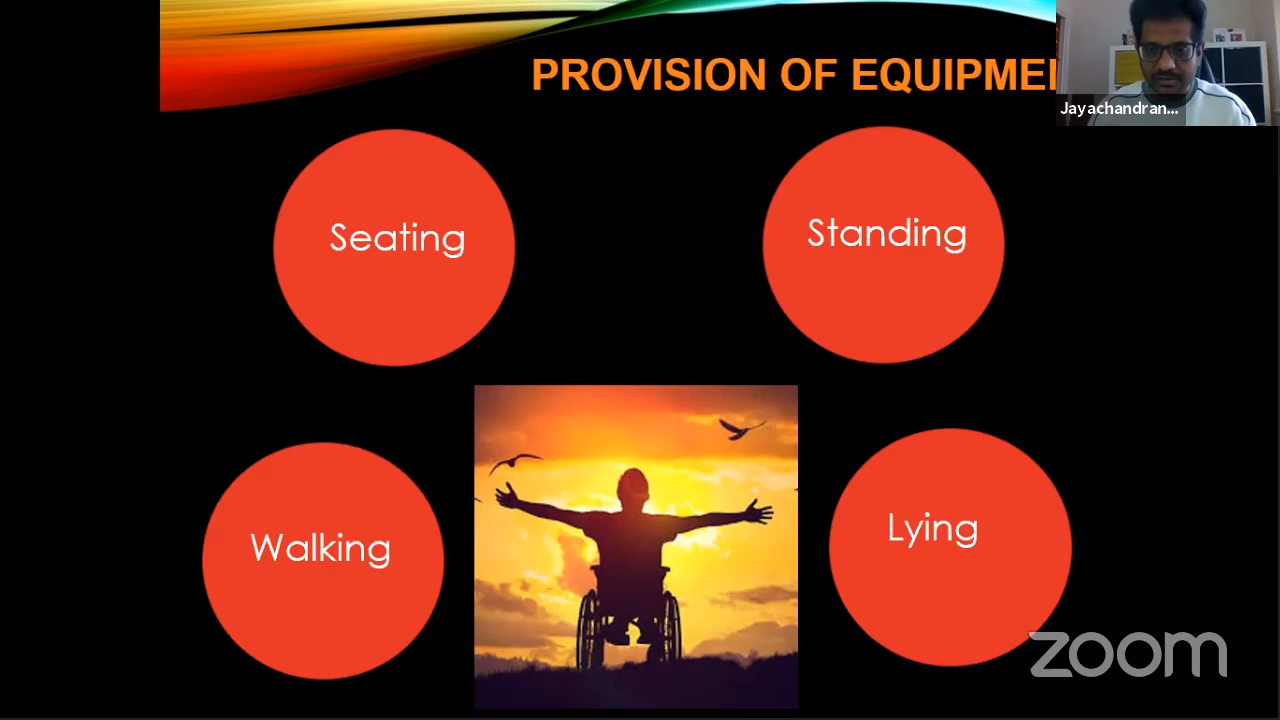 PROVISION OF EQUIPME
Jayachandran...
Seating
Standing
Walking
Lying
zoom